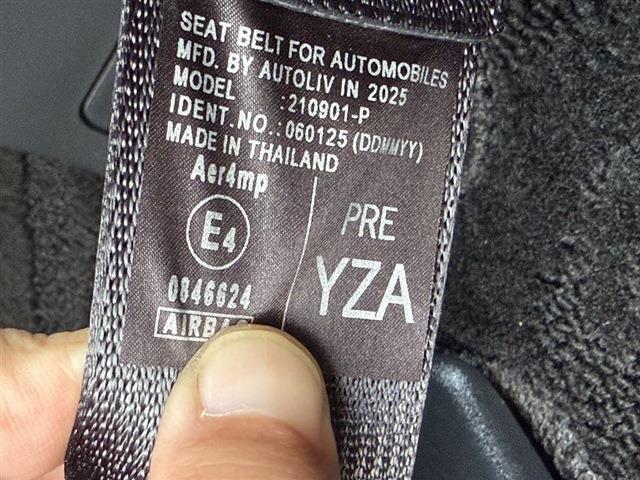 SEAT BELT FOR AUTOMOBILES
MFD. BY AUTOLIV IN 2025
MODEL :210901-P
IDENT. NO.:060125 (DDMMYY)
MADE IN THAILAND
Aer4mp
E4
PRE
YZA
0846624